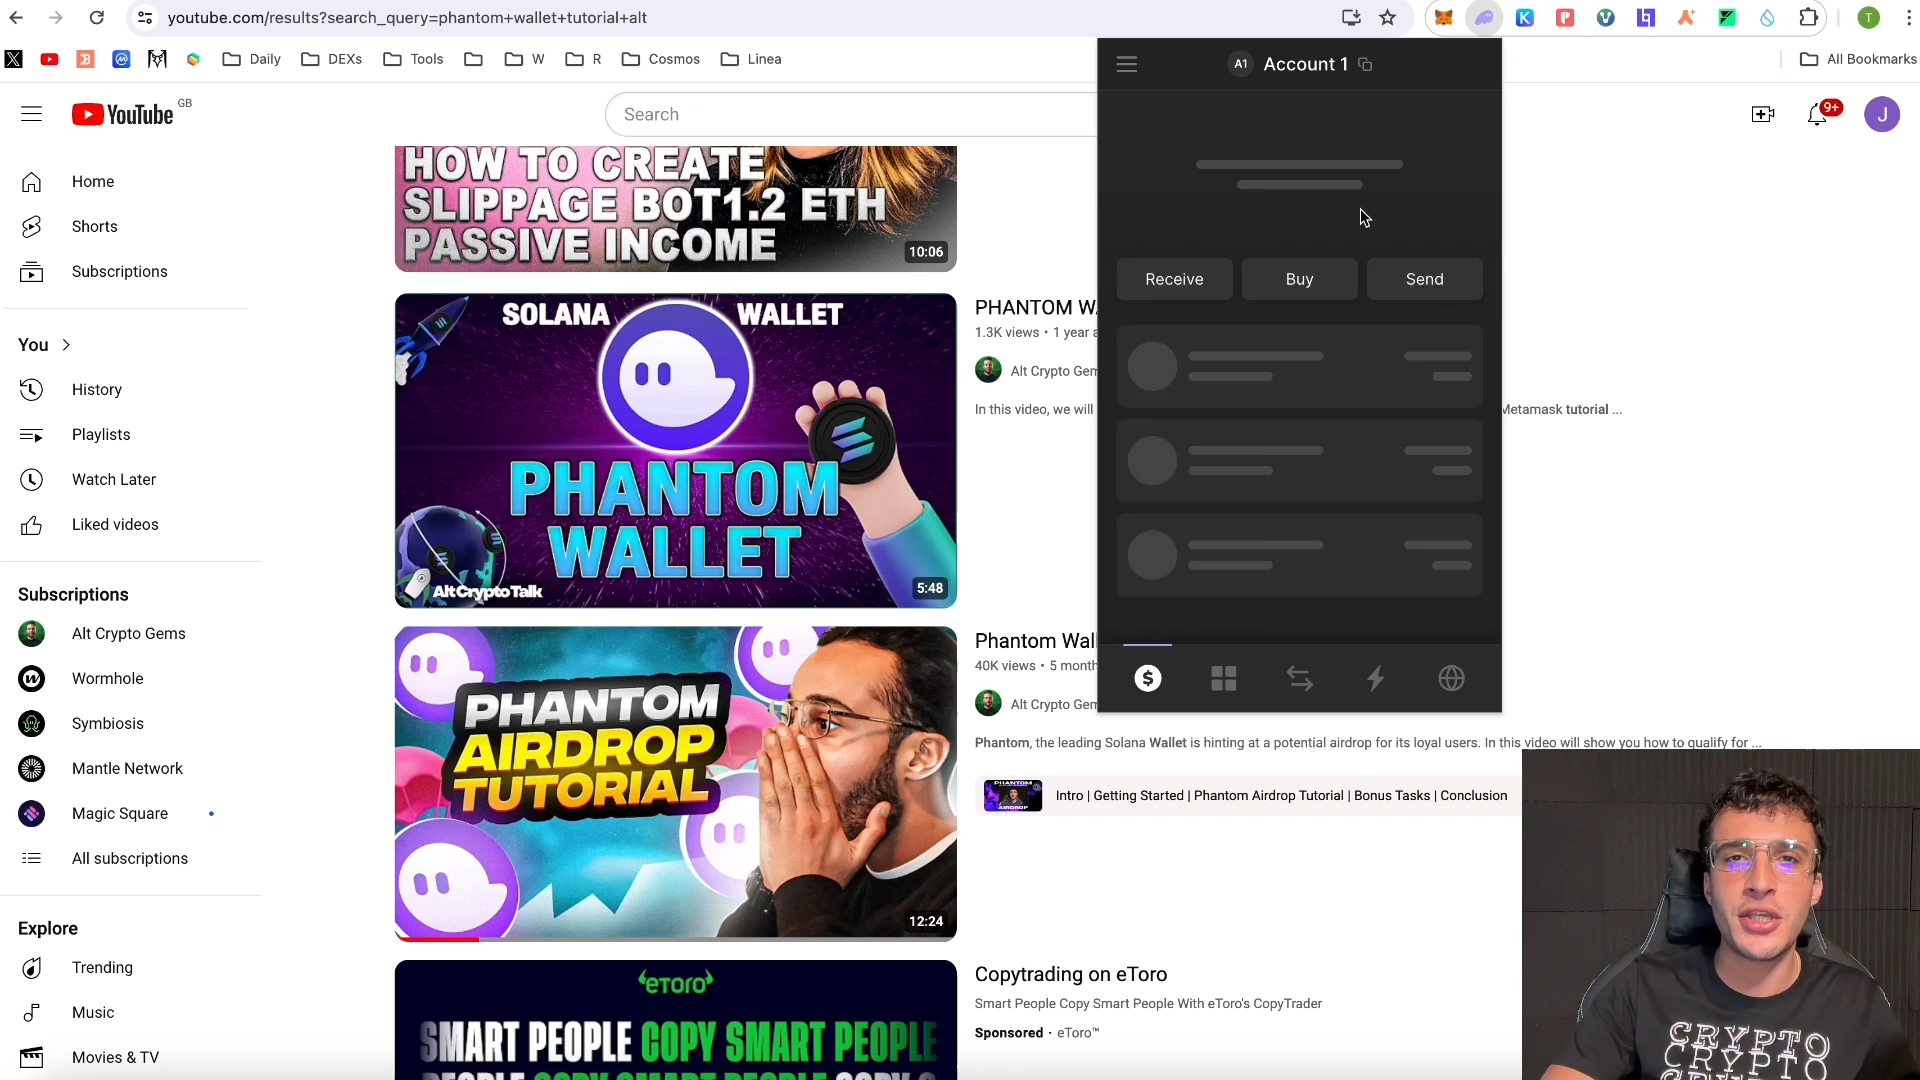 youtube.com/results?search_query=phantom+wallet+tutorial+alt
T
Daily
DEXs
Tools
W
R
Cosmos
Linea
All Bookmarks
YouTube GB
Search
9+
J
Home
Shorts
Subscriptions
You
History
Playlists
Watch Later
Liked videos
Subscriptions
Alt Crypto Gems
Wormhole
Symbiosis
Mantle Network
Magic Square
All subscriptions
Explore
Trending
Music
Movies & TV
HOW TO CREATE
SLIPPAGE BOT1.2 ETH
PASSIVE INCOME
10:06
SOLANA WALLET
PHANTOM
WALLET
AltCryptoTalk
5:48
PHANTOM W
1.3K views • 1 year a
Alt Crypto Gem
In this video, we will
Metamask tutorial ...
PHANTOM
AIRDROP
TUTORIAL
12:24
Phantom Wal
40K views • 5 month
Alt Crypto Gem
Phantom, the leading Solana Wallet is hinting at a potential airdrop for its loyal users. In this video will show you how to qualify for ...
PHANTOM
AIRDROP
Intro | Getting Started | Phantom Airdrop Tutorial | Bonus Tasks | Conclusion
eToro
SMART PEOPLE COPY SMART PEOPLE
Copytrading on eToro
Smart People Copy Smart People With eToro's CopyTrader
Sponsored · eToro™
A1 Account 1
Receive
Buy
Send
CRYPTO
CRYPTO